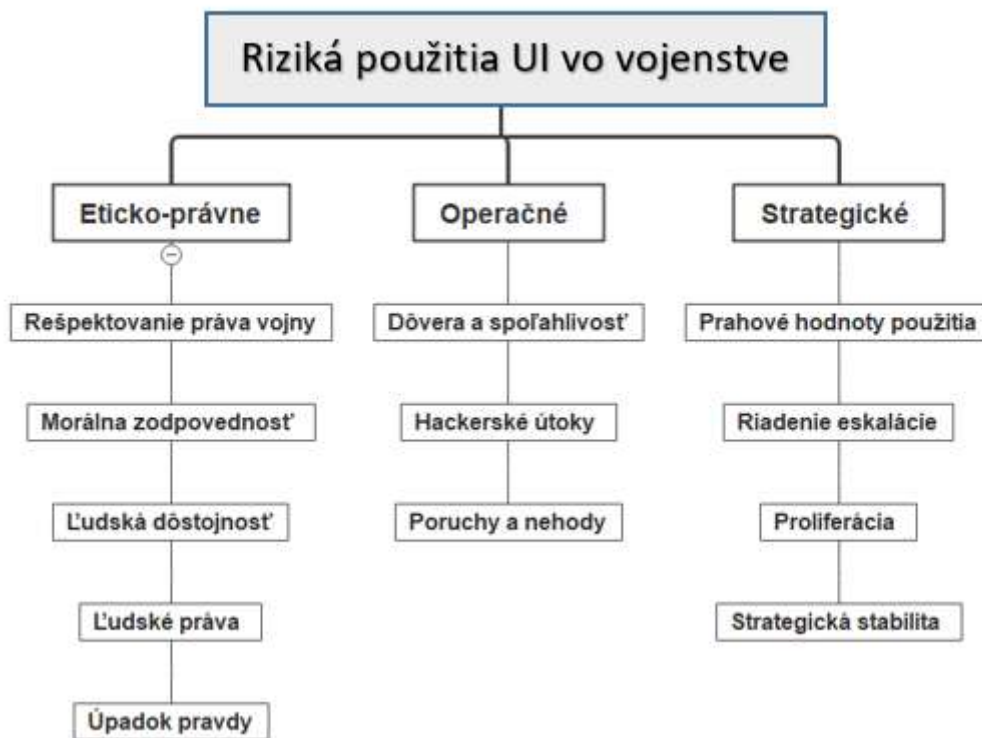 Riziká použitia UI vo vojenstve
Eticko-právne
Rešpektovanie práva vojny
Morálna zodpovednosť
Ľudská dôstojnosť
Ľudské práva
Úpadok pravdy
Operačné
Dôvera a spoľahlivosť
Hackerské útoky
Poruchy a nehody
Strategické
Prahové hodnoty použitia
Riadenie eskalácie
Proliferácia
Strategická stabilita